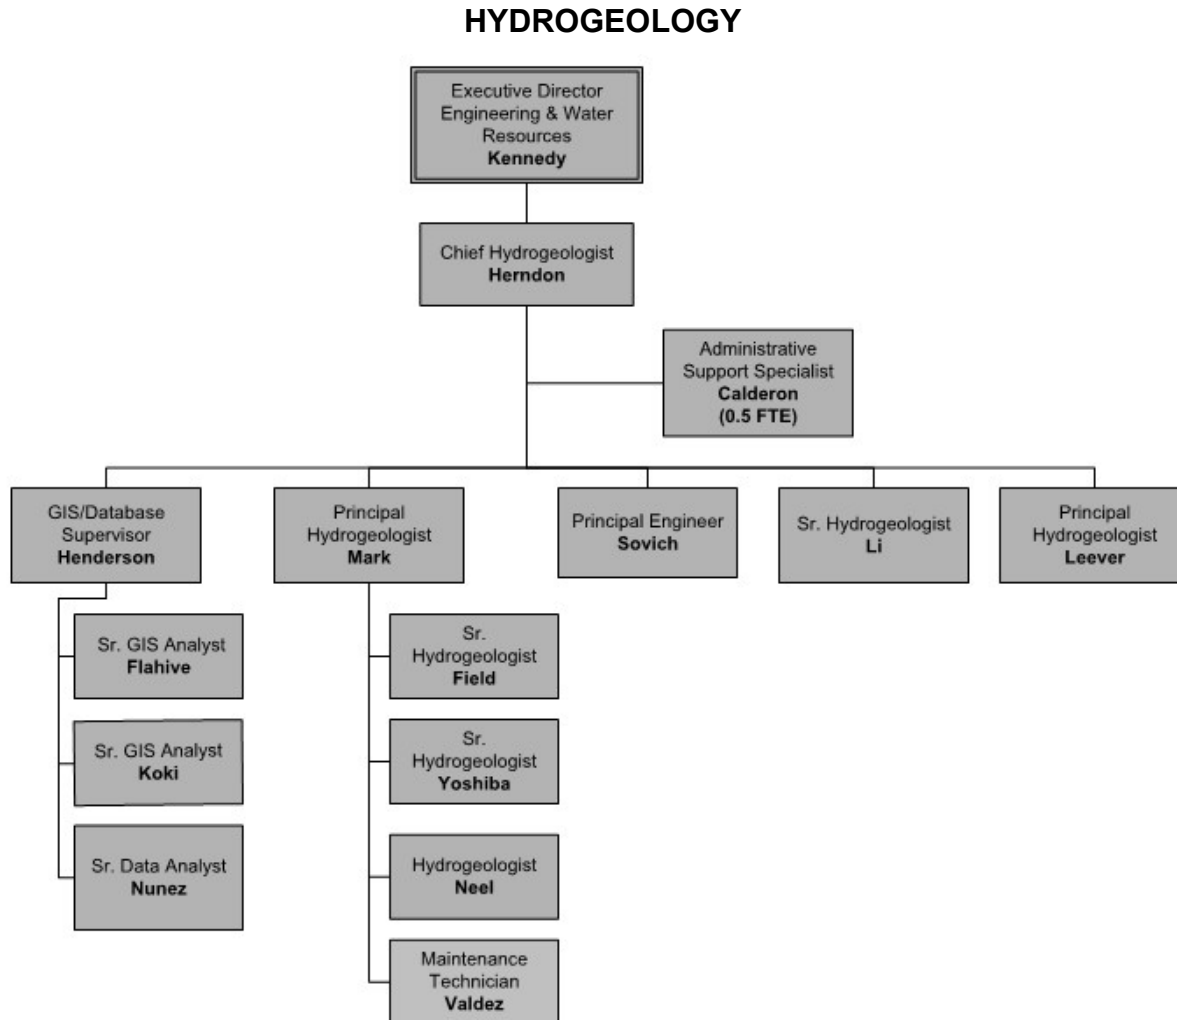 HYDROGEOLOGY
Executive Director
Engineering & Water
Resources
Kennedy
Chief Hydrogeologist
Herndon
Administrative
Support Specialist
Calderon
(0.5 FTE)
GIS/Database
Supervisor
Henderson
Principal
Hydrogeologist
Mark
Principal Engineer
Sovich
Sr. Hydrogeologist
Li
Principal
Hydrogeologist
Leever
Sr. GIS Analyst
Flahive
Sr. GIS Analyst
Koki
Sr. Data Analyst
Nunez
Sr.
Hydrogeologist
Field
Sr.
Hydrogeologist
Yoshiba
Hydrogeologist
Neel
Maintenance
Technician
Valdez